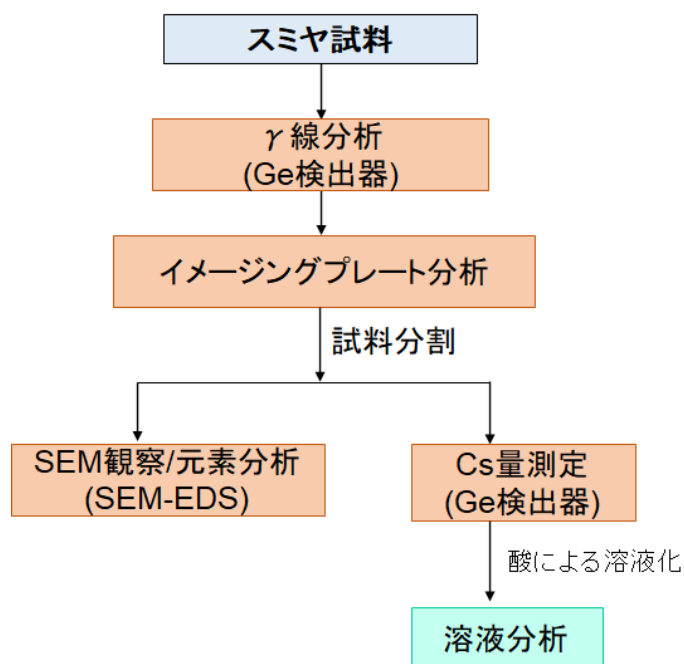 スミヤ試料
γ線分析
(Ge検出器)
イメージングプレート分析
試料分割
SEM観察/元素分析
(SEM-EDS)
Cs量測定
(Ge検出器)
酸による溶液化
溶液分析